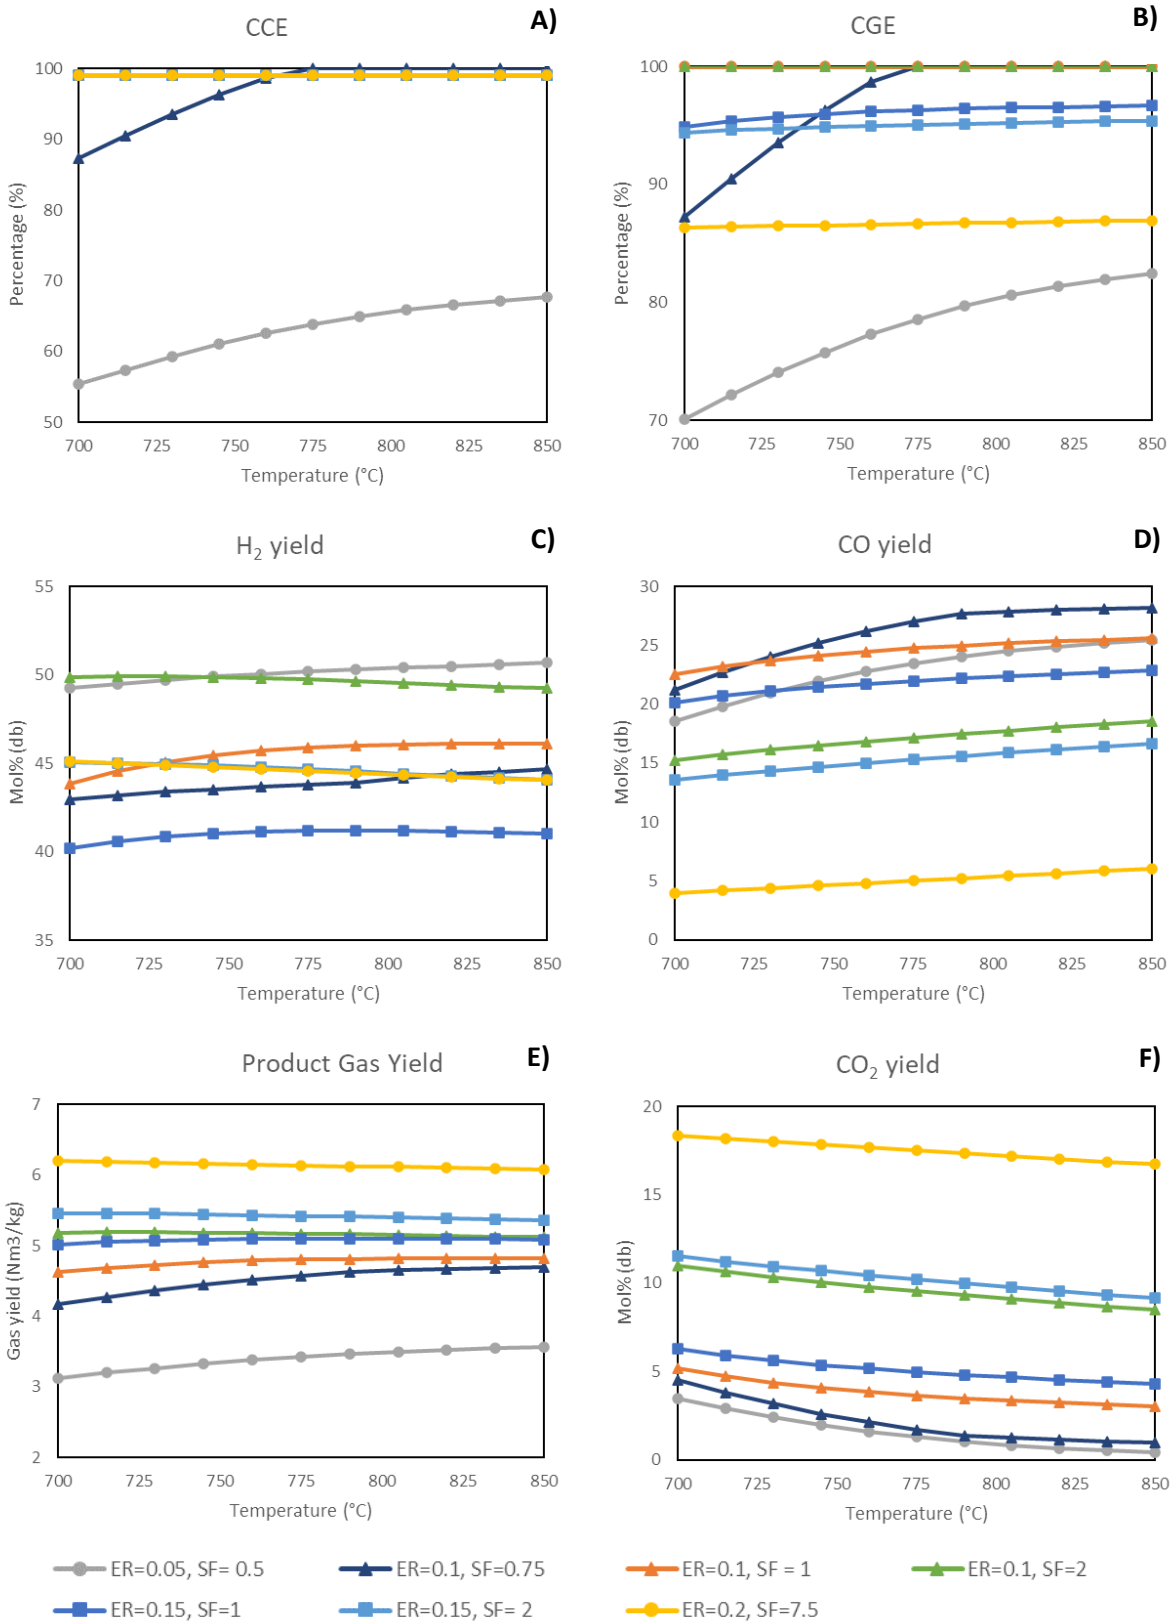 CCE
A)
100
90
80
70
60
50
Percentage (%)
700 725 750 775 800 825 850
Temperature (°C)
CGE
B)
100
90
80
70
Percentage (%)
700 725 750 775 800 825 850
Temperature (°C)
H₂ yield
C)
55
50
45
40
35
Mol% (db)
700 725 750 775 800 825 850
Temperature (°C)
CO yield
D)
30
25
20
15
10
5
0
Mol% (db)
700 725 750 775 800 825 850
Temperature (°C)
Product Gas Yield
E)
7
6
5
4
3
2
Gas yield (Nm3/kg)
700 725 750 775 800 825 850
Temperature (°C)
CO₂ yield
F)
20
15
10
5
0
Mol% (db)
700 725 750 775 800 825 850
Temperature (°C)
ER=0.05, SF= 0.5
ER=0.1, SF=0.75
ER=0.1, SF = 1
ER=0.1, SF=2
ER=0.15, SF=1
ER=0.15, SF= 2
ER=0.2, SF=7.5